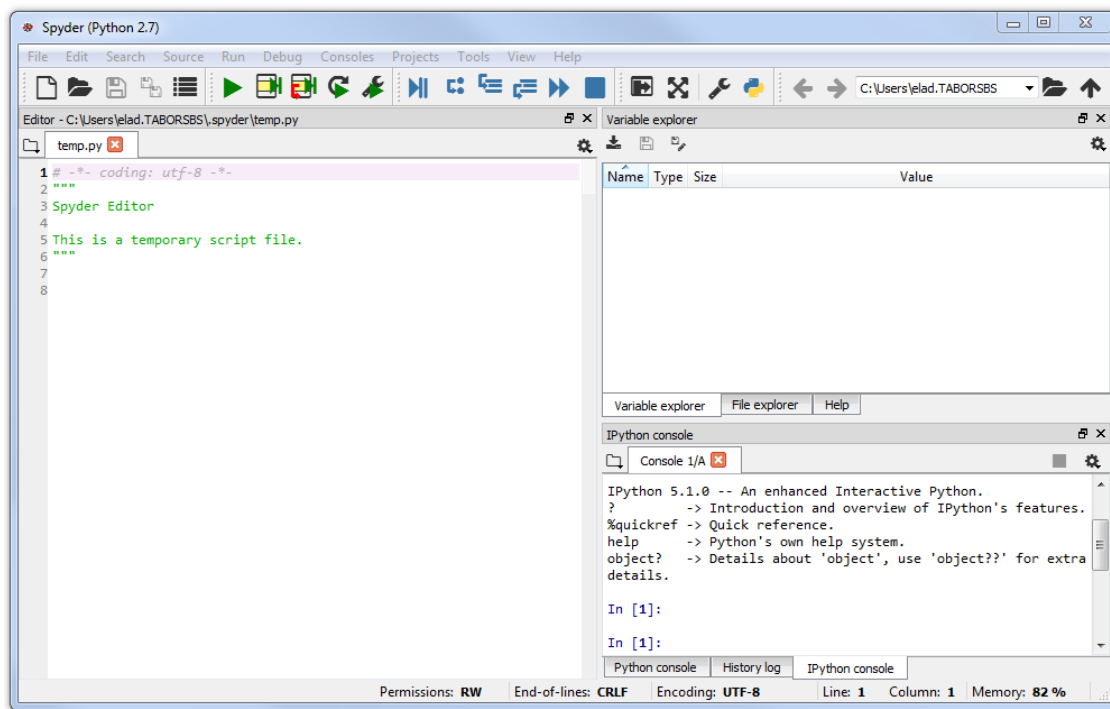 Spyder (Python 2.7)
File Edit Search Source Run Debug Consoles Projects Tools View Help
C:\Users\elad.TABORSBS
Editor - C:\Users\elad.TABORSBS\.spyder\temp.py
temp.py
1 # -*- coding: utf-8 -*-
2 """
3 Spyder Editor
4
5 This is a temporary script file.
6 """
7
8
Variable explorer
Name Type Size Value
Variable explorer File explorer Help
IPython console
Console 1/A
IPython 5.1.0 -- An enhanced Interactive Python.
? -> Introduction and overview of IPython's features.
%quickref -> Quick reference.
help -> Python's own help system.
object? -> Details about 'object', use 'object??' for extra
details.
In [1]:
In [1]:
Python console History log IPython console
Permissions: RW End-of-lines: CRLF Encoding: UTF-8 Line: 1 Column: 1 Memory: 82 %